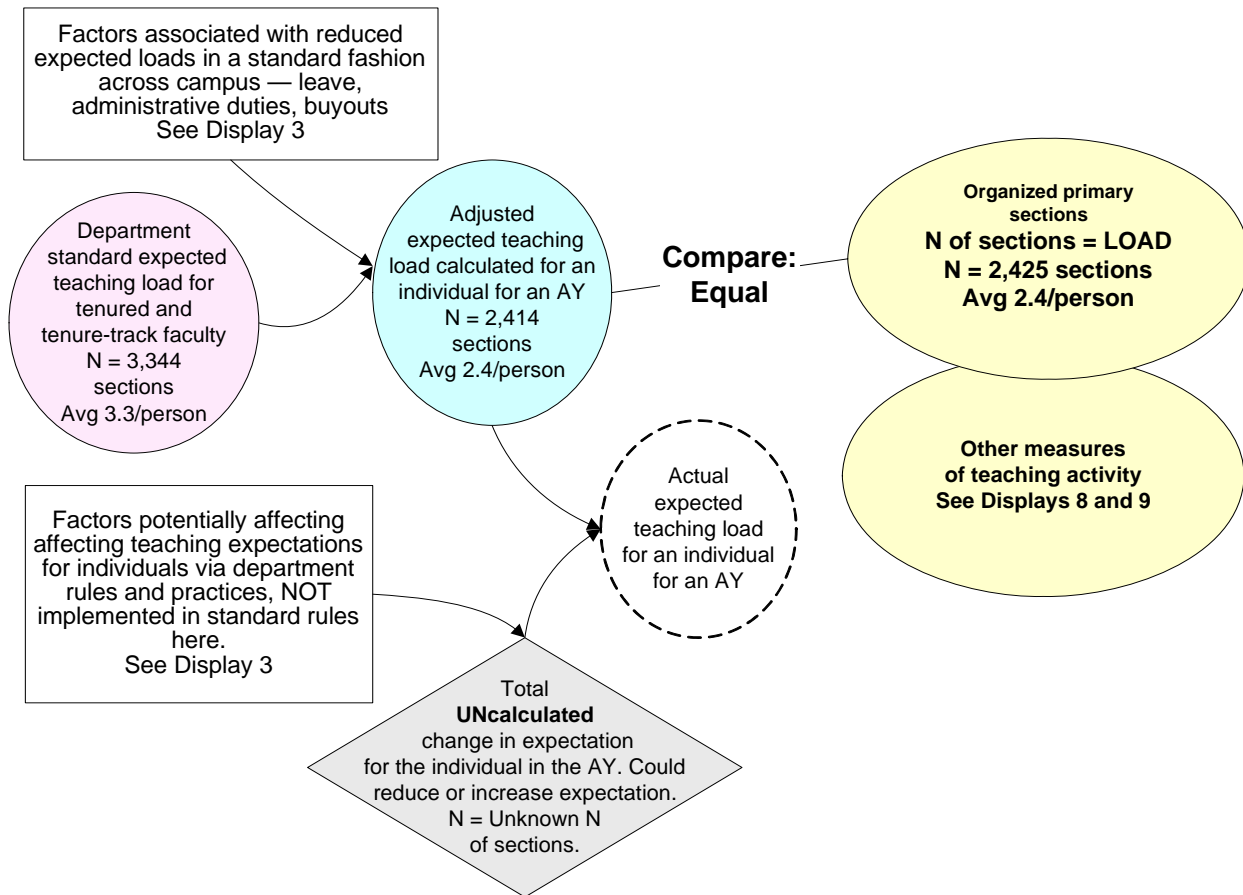 Factors associated with reduced
expected loads in a standard fashion
across campus — leave,
administrative duties, buyouts
See Display 3
Department
standard expected
teaching load for
tenured and
tenure-track faculty
N = 3,344
sections
Avg 3.3/person
Adjusted
expected teaching
load calculated for an
individual for an AY
N = 2,414
sections
Avg 2.4/person
Compare:
Equal
Organized primary
sections
N of sections = LOAD
N = 2,425 sections
Avg 2.4/person
Other measures
of teaching activity
See Displays 8 and 9
Actual
expected
teaching load
for an individual
for an AY
Factors potentially affecting
affecting teaching expectations
for individuals via department
rules and practices, NOT
implemented in standard rules
here.
See Display 3
Total
UNcalculated
change in expectation
for the individual in the AY. Could
reduce or increase expectation.
N = Unknown N
of sections.